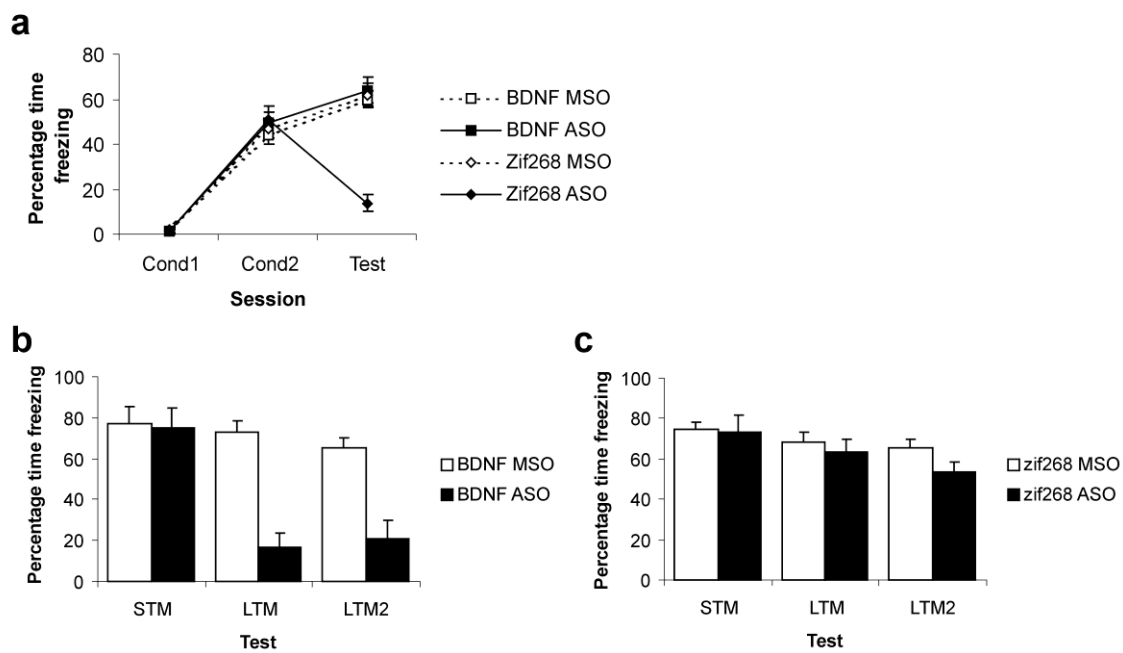 a
Percentage time
freezing
80
60
40
20
0
Cond1 Cond2 Test
Session
BDNF MSO
BDNF ASO
Zif268 MSO
Zif268 ASO
b
Percentage time freezing
100
80
60
40
20
0
STM LTM LTM2
Test
BDNF MSO
BDNF ASO
c
Percentage time freezing
100
80
60
40
20
0
STM LTM LTM2
Test
zif268 MSO
zif268 ASO